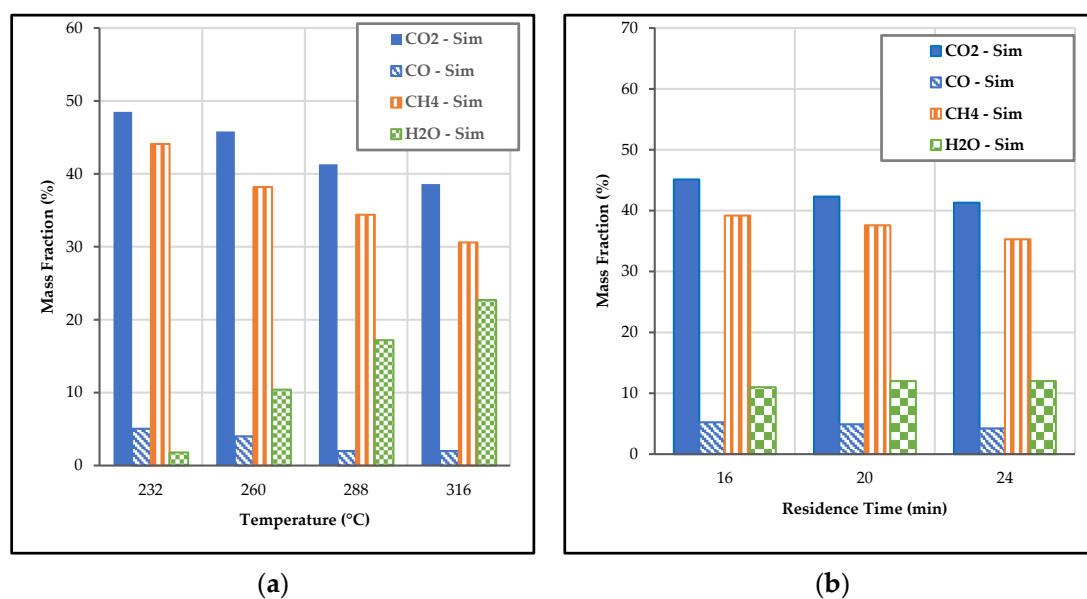 60
50
40
30
20
10
0
Mass Fraction (%)
CO2 - Sim
CO - Sim
CH4 - Sim
H2O - Sim
232 260 288 316
Temperature (°C)
(a)
70
60
50
40
30
20
10
0
Mass Fraction (%)
CO2 - Sim
CO - Sim
CH4 - Sim
H2O - Sim
16 20 24
Residence Time (min)
(b)